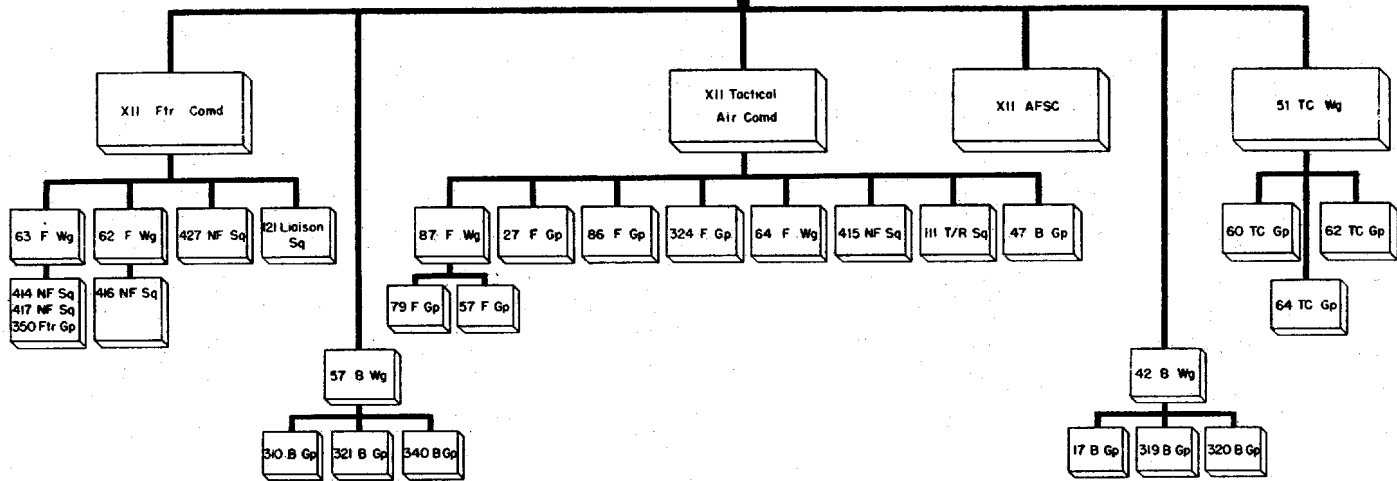 XII Ftr Comd
XII Tactical
Air Comd
XII AFSC
51 TC Wg
63 F Wg
62 F Wg
427 NF Sq
121 Liaison
Sq
87 F Wg
27 F Gp
86 F Gp
324 F Gp
64 F Wg
415 NF Sq
111 T/R Sq
47 B Gp
60 TC Gp
62 TC Gp
414 NF Sq
417 NF Sq
350 Ftr Gp
416 NF Sq
79 F Gp
57 F Gp
64 TC Gp
57 B Wg
42 B Wg
310 B Gp
321 B Gp
340 B Gp
17 B Gp
319 B Gp
320 B Gp